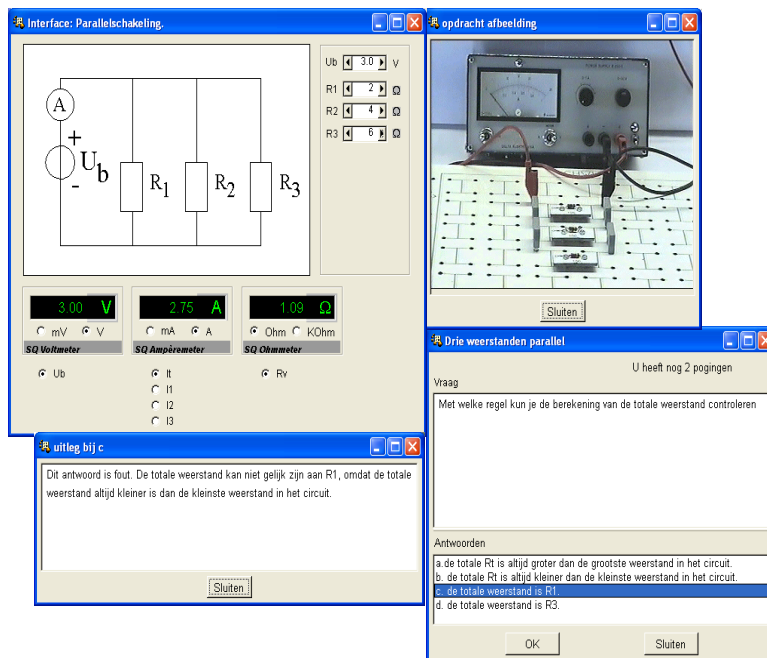 Interface: Parallelschakeling.
A
+
Ub
-
R1
R2
R3
Ub 3.0 V
R1 2 Ω
R2 4 Ω
R3 6 Ω
3.00 V
mV V
SQ Voltmeter
Ub
2.75 A
mA A
SQ Ampèremeter
It
I1
I2
I3
1.09 Ω
Ohm KOhm
SQ Ohmmeter
Rv
opdracht afbeelding
Sluiten
uitleg bij c
Dit antwoord is fout. De totale weerstand kan niet gelijk zijn aan R1, omdat de totale
weerstand altijd kleiner is dan de kleinste weerstand in het circuit.
Sluiten
Drie weerstanden parallel
U heeft nog 2 pogingen
Vraag
Met welke regel kun je de berekening van de totale weerstand controleren
Antwoorden
a.de totale Rt is altijd groter dan de grootste weerstand in het circuit.
b. de totale Rt is altijd kleiner dan de kleinste weerstand in het circuit.
c. de totale weerstand is R1.
d. de totale weerstand is R3.
OK
Sluiten